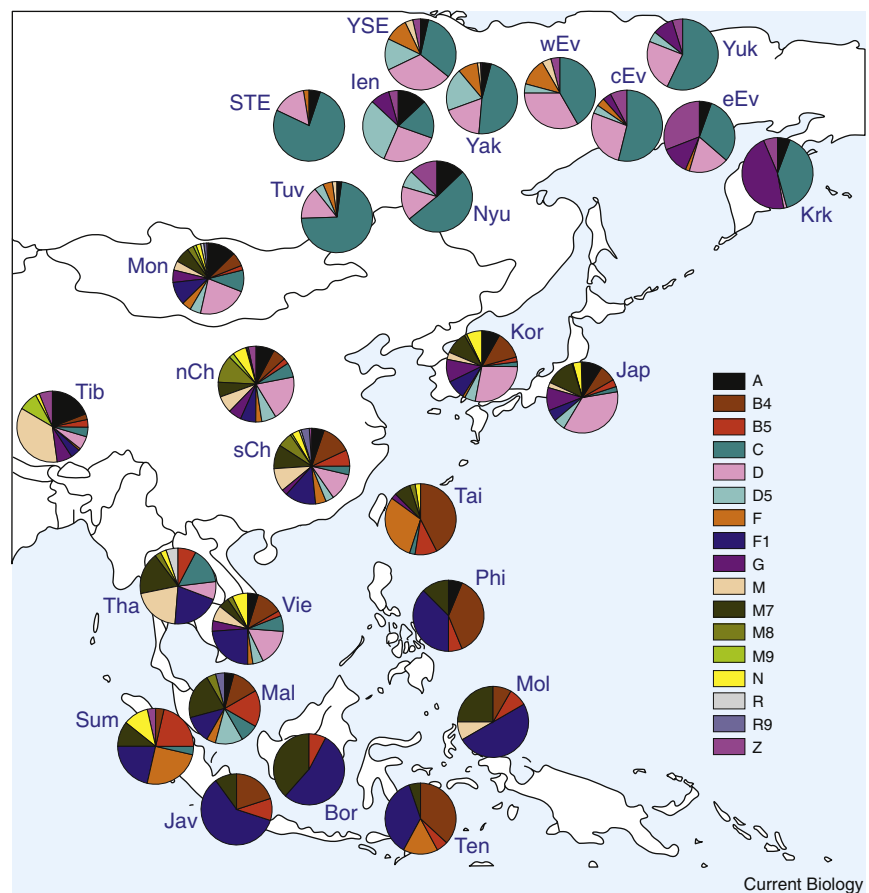 YSE
wEv
Yuk
Ien
cEv
STE
eEv
Yak
Tuv
Nyu
Krk
Mon
Kor
nCh
Jap
Tib
sCh
Tai
Tha
Vie
Phi
Mal
Mol
Sum
Bor
Jav
Ten
A
B4
B5
C
D
D5
F
F1
G
M
M7
M8
M9
N
R
R9
Z
Current Biology